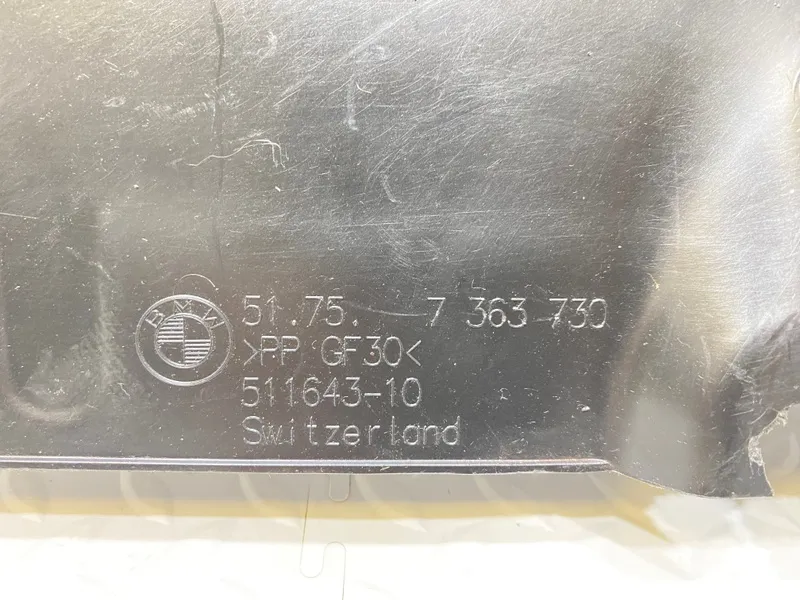 BMW
51.75. 7 363 730
>PP GF30<
511643-10
Switzerland